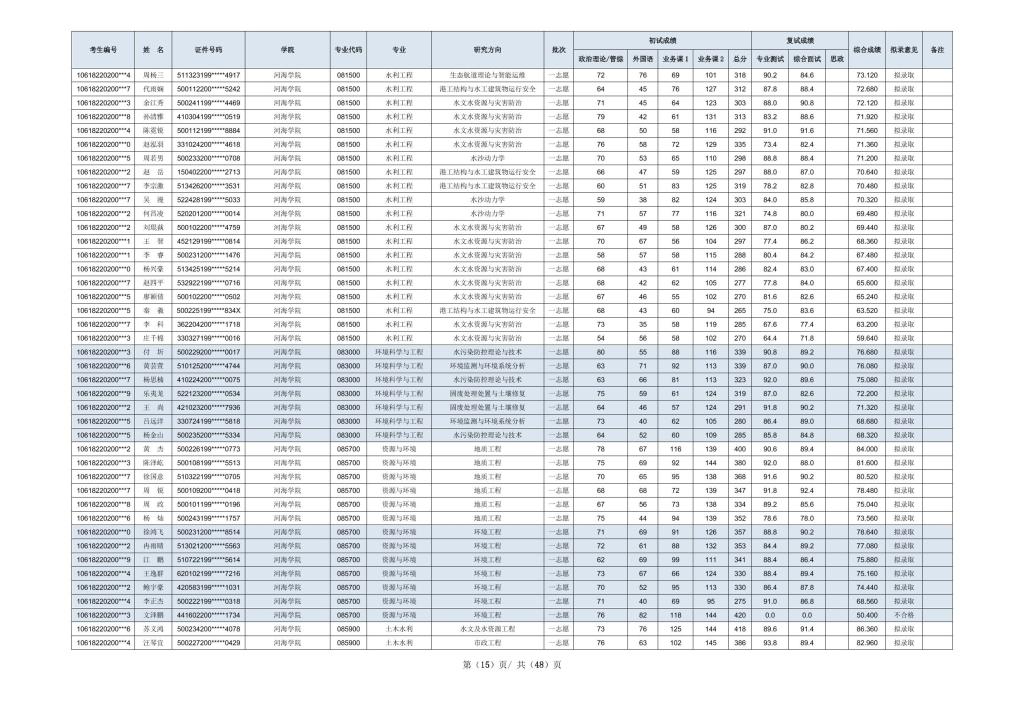 考生编号 姓 名 证件号码 学院 专业代码 专业 研究方向 批次 初试成绩 复试成绩 综合成绩 拟录意见 备注
政治理论/管综 外国语 业务课1 业务课2 总分 专业测试 综合面试 思政
10618220200***4 周杨三 511323199*****4917 河海学院 081500 水利工程 生态航道理论与智能运维 一志愿 72 76 69 101 318 90.2 84.6 73.120 拟录取
10618220200***7 代雨娴 500112200*****5242 河海学院 081500 水利工程 港工结构与水工建筑物运行安全 一志愿 64 45 76 127 312 87.8 88.4 72.680 拟录取
10618220200***3 余江秀 500241199*****4469 河海学院 081500 水利工程 水文水资源与灾害防治 一志愿 71 45 64 123 303 88.0 90.8 72.120 拟录取
10618220200***8 孙清雅 410304199*****0519 河海学院 081500 水利工程 水文水资源与灾害防治 一志愿 79 42 61 131 313 83.2 88.6 71.920 拟录取
10618220200***4 陈霓锐 500112199*****8884 河海学院 081500 水利工程 水文水资源与灾害防治 一志愿 68 50 58 116 292 91.0 91.6 71.560 拟录取
10618220200***0 赵泓羽 331024200*****4618 河海学院 081500 水利工程 水文水资源与灾害防治 一志愿 76 58 72 129 335 73.4 82.4 71.360 拟录取
10618220200***5 周若男 500233200*****0708 河海学院 081500 水利工程 水沙动力学 一志愿 70 53 65 110 298 88.8 88.4 71.200 拟录取
10618220200***2 赵 岳 150402200*****2713 河海学院 081500 水利工程 港工结构与水工建筑物运行安全 一志愿 66 47 59 125 297 88.0 87.0 70.640 拟录取
10618220200***7 李宗澈 513426200*****3531 河海学院 081500 水利工程 港工结构与水工建筑物运行安全 一志愿 60 51 83 125 319 78.2 82.8 70.480 拟录取
10618220200***7 吴 漫 522428199*****5033 河海学院 081500 水利工程 水沙动力学 一志愿 59 38 82 124 303 84.0 85.8 70.320 拟录取
10618220200***2 何昌凌 520201200*****0014 河海学院 081500 水利工程 水沙动力学 一志愿 71 57 77 116 321 74.8 80.0 69.480 拟录取
10618220200***2 刘琨 500102200*****4759 河海学院 081500 水利工程 水文水资源与灾害防治 一志愿 67 49 58 126 300 87.0 80.2 69.440 拟录取
10618220200***1 王 智 452129199*****0814 河海学院 081500 水利工程 水文水资源与灾害防治 一志愿 70 67 56 104 297 77.4 86.2 68.360 拟录取
10618220200***1 李 睿 500231200*****1476 河海学院 081500 水利工程 水文水资源与灾害防治 一志愿 58 57 58 115 288 80.4 84.2 67.480 拟录取
10618220200***0 杨兴豪 513425199*****5214 河海学院 081500 水利工程 水文水资源与灾害防治 一志愿 68 43 61 114 286 82.4 83.0 67.400 拟录取
10618220200***7 赵四平 532922199*****0716 河海学院 081500 水利工程 水文水资源与灾害防治 一志愿 68 42 62 105 277 77.8 84.0 65.600 拟录取
10618220200***5 廖丽倩 500102200*****0502 河海学院 081500 水利工程 水文水资源与灾害防治 一志愿 67 46 55 102 270 81.6 82.6 65.240 拟录取
10618220200***5 秦 巍 500225199*****834X 河海学院 081500 水利工程 港工结构与水工建筑物运行安全 一志愿 68 43 60 94 265 75.0 83.6 63.520 拟录取
10618220200***7 李 科 362204200*****1718 河海学院 081500 水利工程 水文水资源与灾害防治 一志愿 73 35 58 119 285 67.6 77.4 63.200 拟录取
10618220200***3 庄千棉 330327199*****0016 河海学院 081500 水利工程 水文水资源与灾害防治 一志愿 54 56 58 102 270 64.4 71.8 59.640 拟录取
10618220200***3 付 圻 500229200*****0017 河海学院 083000 环境科学与工程 水污染防控理论与技术 一志愿 80 55 88 116 339 90.8 89.2 76.680 拟录取
10618220200***6 黄芸萱 510125200*****4744 河海学院 083000 环境科学与工程 环境监测与环境系统分析 一志愿 63 71 92 113 339 87.0 90.0 76.080 拟录取
10618220200***7 杨思楠 410224200*****0075 河海学院 083000 环境科学与工程 水污染防控理论与技术 一志愿 63 66 81 113 323 92.0 89.6 75.080 拟录取
10618220200***9 乐夷龙 522123200*****0534 河海学院 083000 环境科学与工程 固废处理处置与土壤修复 一志愿 75 59 61 124 319 87.0 82.6 72.200 拟录取
10618220200***2 王 尚 421023200*****7936 河海学院 083000 环境科学与工程 固废处理处置与土壤修复 一志愿 64 46 57 124 291 91.8 90.2 71.320 拟录取
10618220200***5 吕远洋 330724199*****5818 河海学院 083000 环境科学与工程 环境监测与环境系统分析 一志愿 73 40 62 105 280 86.4 89.0 68.680 拟录取
10618220200***5 杨金山 500235200*****5334 河海学院 083000 环境科学与工程 水污染防控理论与技术 一志愿 64 52 60 109 285 85.8 84.8 68.320 拟录取
10618220200***2 黄 杰 500226199*****0773 河海学院 085700 资源与环境 地质工程 一志愿 78 67 116 139 400 90.6 89.4 84.000 拟录取
10618220200***3 陈泽屹 500108199*****5513 河海学院 085700 资源与环境 地质工程 一志愿 75 69 92 144 380 92.0 88.0 81.600 拟录取
10618220200***7 徐国意 510322199*****0705 河海学院 085700 资源与环境 地质工程 一志愿 70 65 95 138 368 91.6 90.2 80.520 拟录取
10618220200***7 周 锐 500109200*****0418 河海学院 085700 资源与环境 地质工程 一志愿 68 68 72 139 347 91.8 92.4 78.480 拟录取
10618220200***8 周 政 500101199*****0196 河海学院 085700 资源与环境 地质工程 一志愿 67 56 73 138 334 89.2 85.6 75.040 拟录取
10618220200***6 杨 灿 500243199*****1757 河海学院 085700 资源与环境 地质工程 一志愿 75 44 94 139 352 78.6 78.0 73.560 拟录取
10618220200***0 徐鸿飞 500231200*****8514 河海学院 085700 资源与环境 环境工程 一志愿 71 69 91 126 357 88.8 90.2 78.640 拟录取
10618220200***2 冉雨晴 513021200*****5563 河海学院 085700 资源与环境 环境工程 一志愿 72 61 88 132 353 84.4 89.2 77.080 拟录取
10618220200***9 江 鹏 510722199*****5614 河海学院 085700 资源与环境 环境工程 一志愿 62 69 99 111 341 88.4 86.4 75.880 拟录取
10618220200***4 王逸群 620102199*****7216 河海学院 085700 资源与环境 环境工程 一志愿 73 67 66 124 330 88.4 89.4 75.160 拟录取
10618220200***2 鲍宇豪 420583199*****1031 河海学院 085700 资源与环境 环境工程 一志愿 70 52 95 113 330 86.4 87.8 74.440 拟录取
10618220200***4 李正杰 500222199*****0318 河海学院 085700 资源与环境 环境工程 一志愿 71 40 69 95 275 91.0 86.8 68.560 拟录取
10618220200***3 文泽鹏 441602200*****1734 河海学院 085700 资源与环境 环境工程 一志愿 76 82 118 144 420 0.0 0.0 50.400 不合格
10618220200***6 苏文鸿 500234200*****4078 河海学院 085900 土木水利 水文及水资源工程 一志愿 73 76 125 144 418 89.6 91.4 86.360 拟录取
10618220200***4 汪琴宜 500227200*****0429 河海学院 085900 土木水利 市政工程 一志愿 76 63 102 145 386 93.8 89.4 82.960 拟录取
第（15）页/ 共（48）页